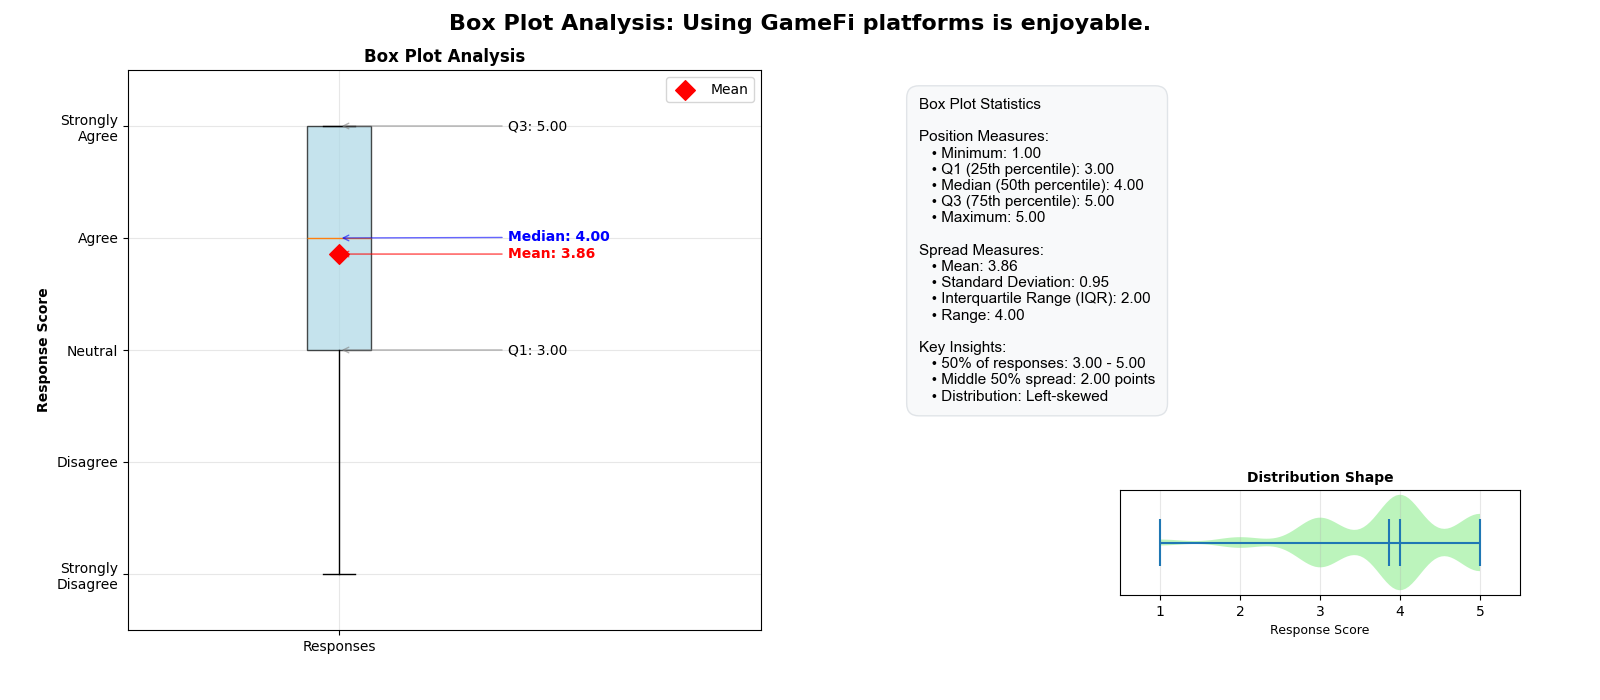 Box Plot Analysis: Using GameFi platforms is enjoyable.
Box Plot Analysis
Mean
Strongly
Agree
Agree
Neutral
Disagree
Strongly
Disagree
Response Score
Q3: 5.00
Median: 4.00
Mean: 3.86
Q1: 3.00
Responses
Box Plot Statistics
Position Measures:
• Minimum: 1.00
• Q1 (25th percentile): 3.00
• Median (50th percentile): 4.00
• Q3 (75th percentile): 5.00
• Maximum: 5.00
Spread Measures:
• Mean: 3.86
• Standard Deviation: 0.95
• Interquartile Range (IQR): 2.00
• Range: 4.00
Key Insights:
• 50% of responses: 3.00 - 5.00
• Middle 50% spread: 2.00 points
• Distribution: Left-skewed
Distribution Shape
1 2 3 4 5
Response Score